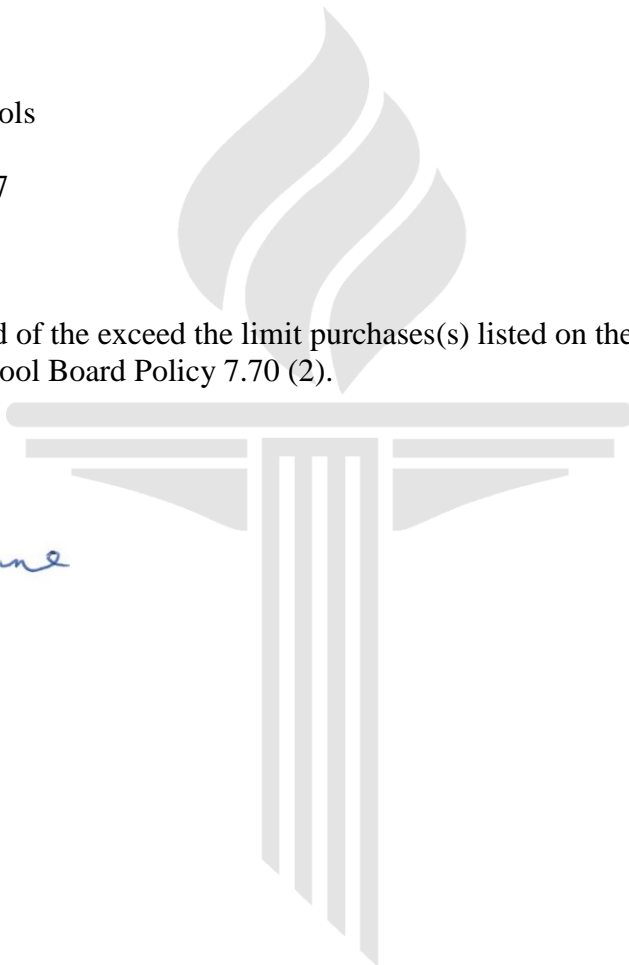 ols
7
d of the exceed the limit purchases(s) listed on the
ool Board Policy 7.70 (2).